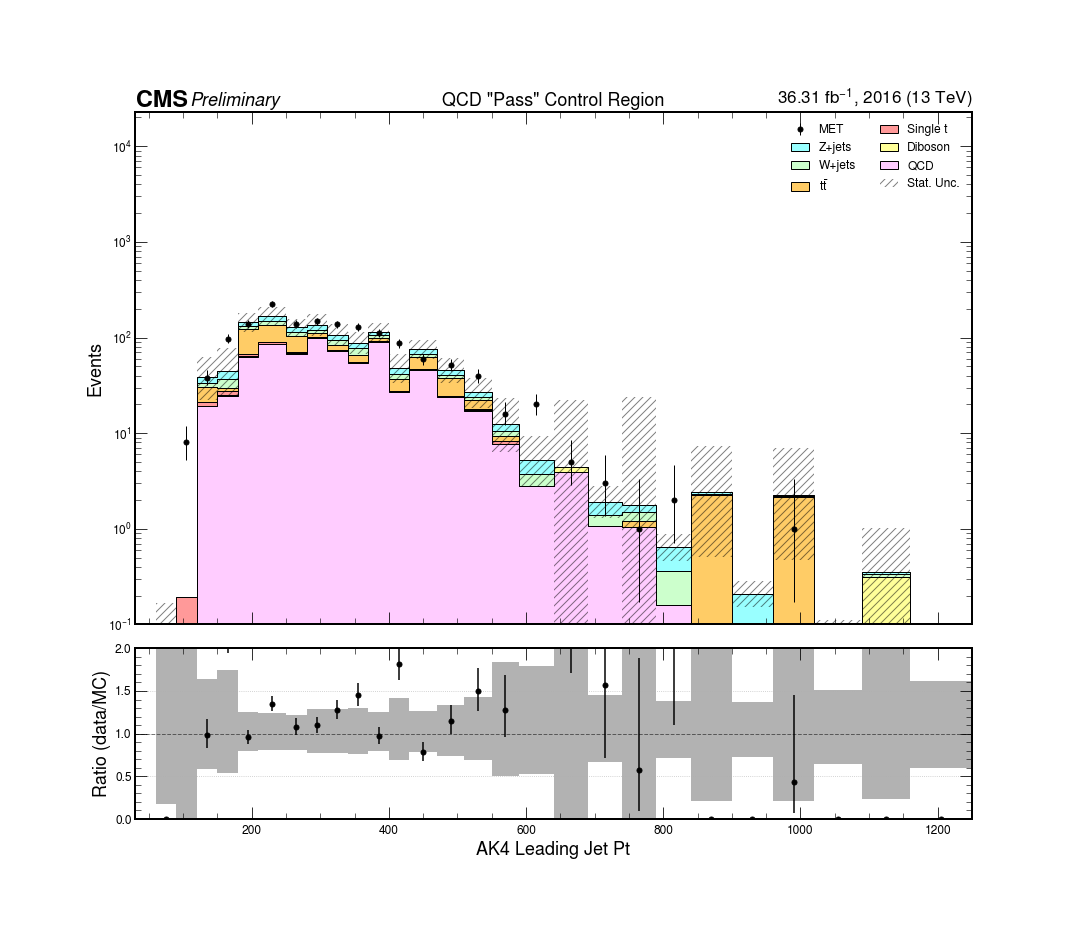 CMS Preliminary QCD "Pass" Control Region 36.31 fb⁻¹, 2016 (13 TeV)
MET
Z+jets
W+jets
tt̄
Single t
Diboson
QCD
Stat. Unc.
Events
10⁴
10³
10²
10¹
10⁰
10⁻¹
Ratio (data/MC)
2.0
1.5
1.0
0.5
0.0
200 400 600 800 1000 1200
AK4 Leading Jet Pt